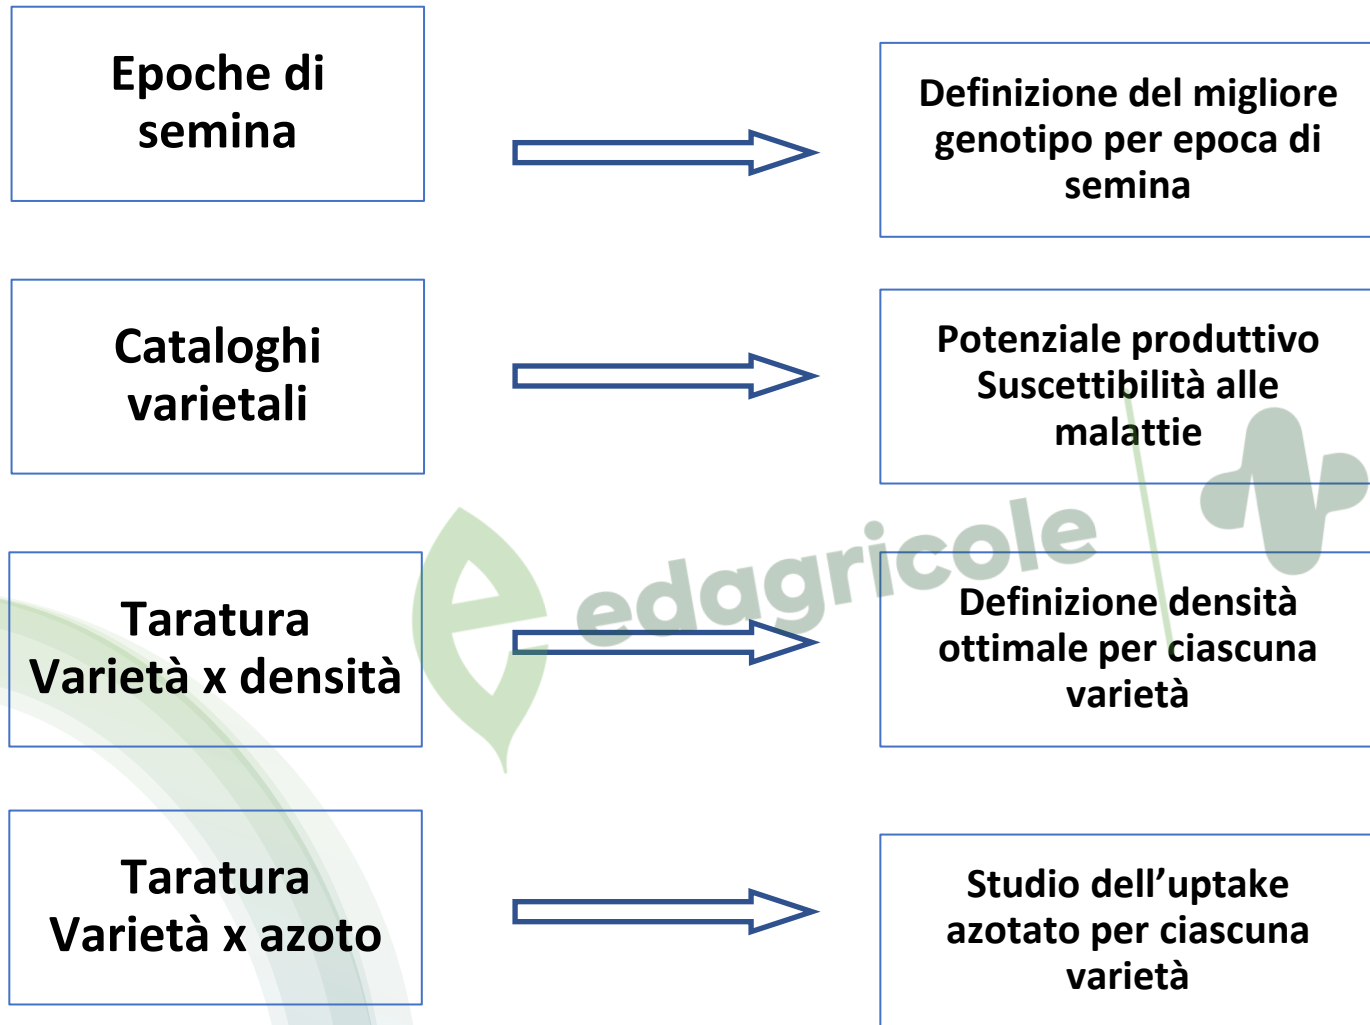 Epoche di
semina
Definizione del migliore
genotipo per epoca di
semina
Cataloghi
varietali
Potenziale produttivo
Suscettibilità alle
malattie
edagricole
Taratura
Varietà x densità
Definizione densità
ottimale per ciascuna
varietà
Taratura
Varietà x azoto
Studio dell’uptake
azotato per ciascuna
varietà